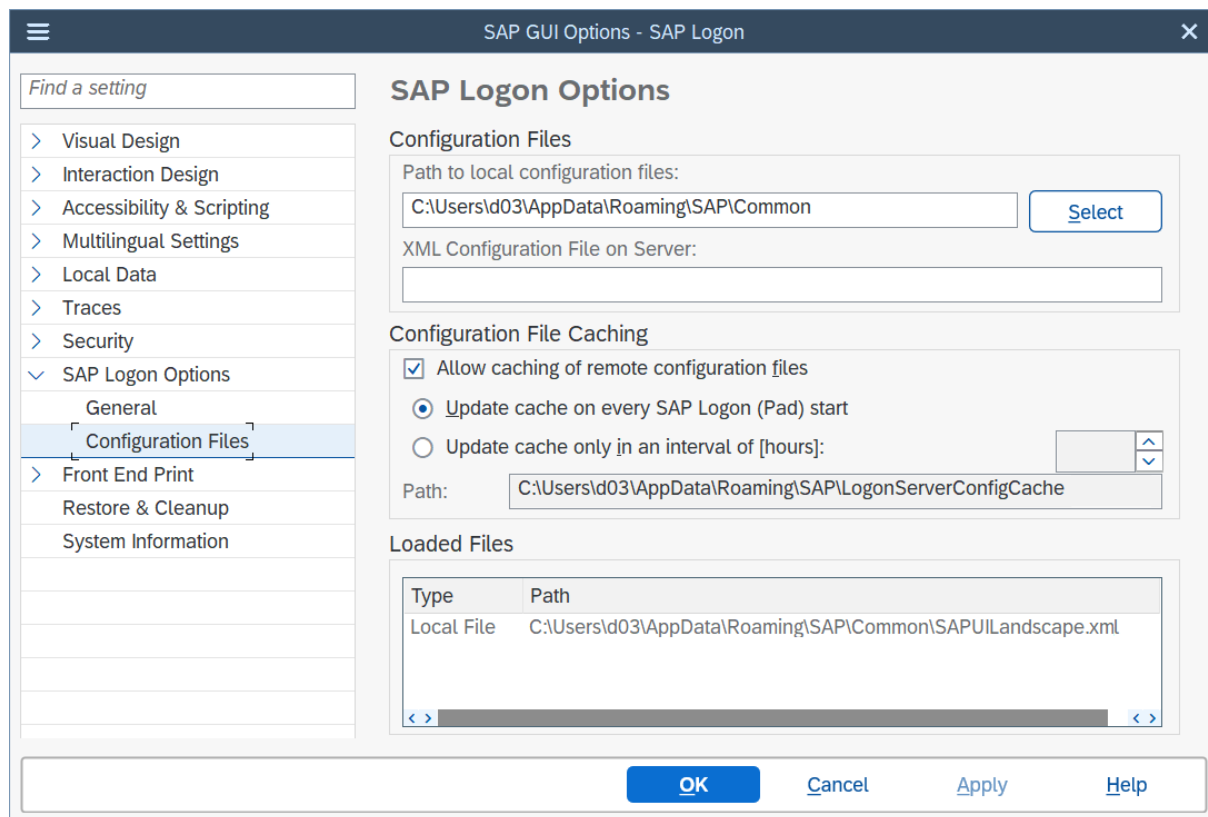 SAP GUI Options - SAP Logon
Find a setting
Visual Design
Interaction Design
Accessibility & Scripting
Multilingual Settings
Local Data
Traces
Security
SAP Logon Options
General
Configuration Files
Front End Print
Restore & Cleanup
System Information
SAP Logon Options
Configuration Files
Path to local configuration files:
C:\Users\d03\AppData\Roaming\SAP\Common
Select
XML Configuration File on Server:
Configuration File Caching
Allow caching of remote configuration files
Update cache on every SAP Logon (Pad) start
Update cache only in an interval of [hours]:
Path:
C:\Users\d03\AppData\Roaming\SAP\LogonServerConfigCache
Loaded Files
Type Path
Local File C:\Users\d03\AppData\Roaming\SAP\Common\SAPUILandscape.xml
OK Cancel Apply Help